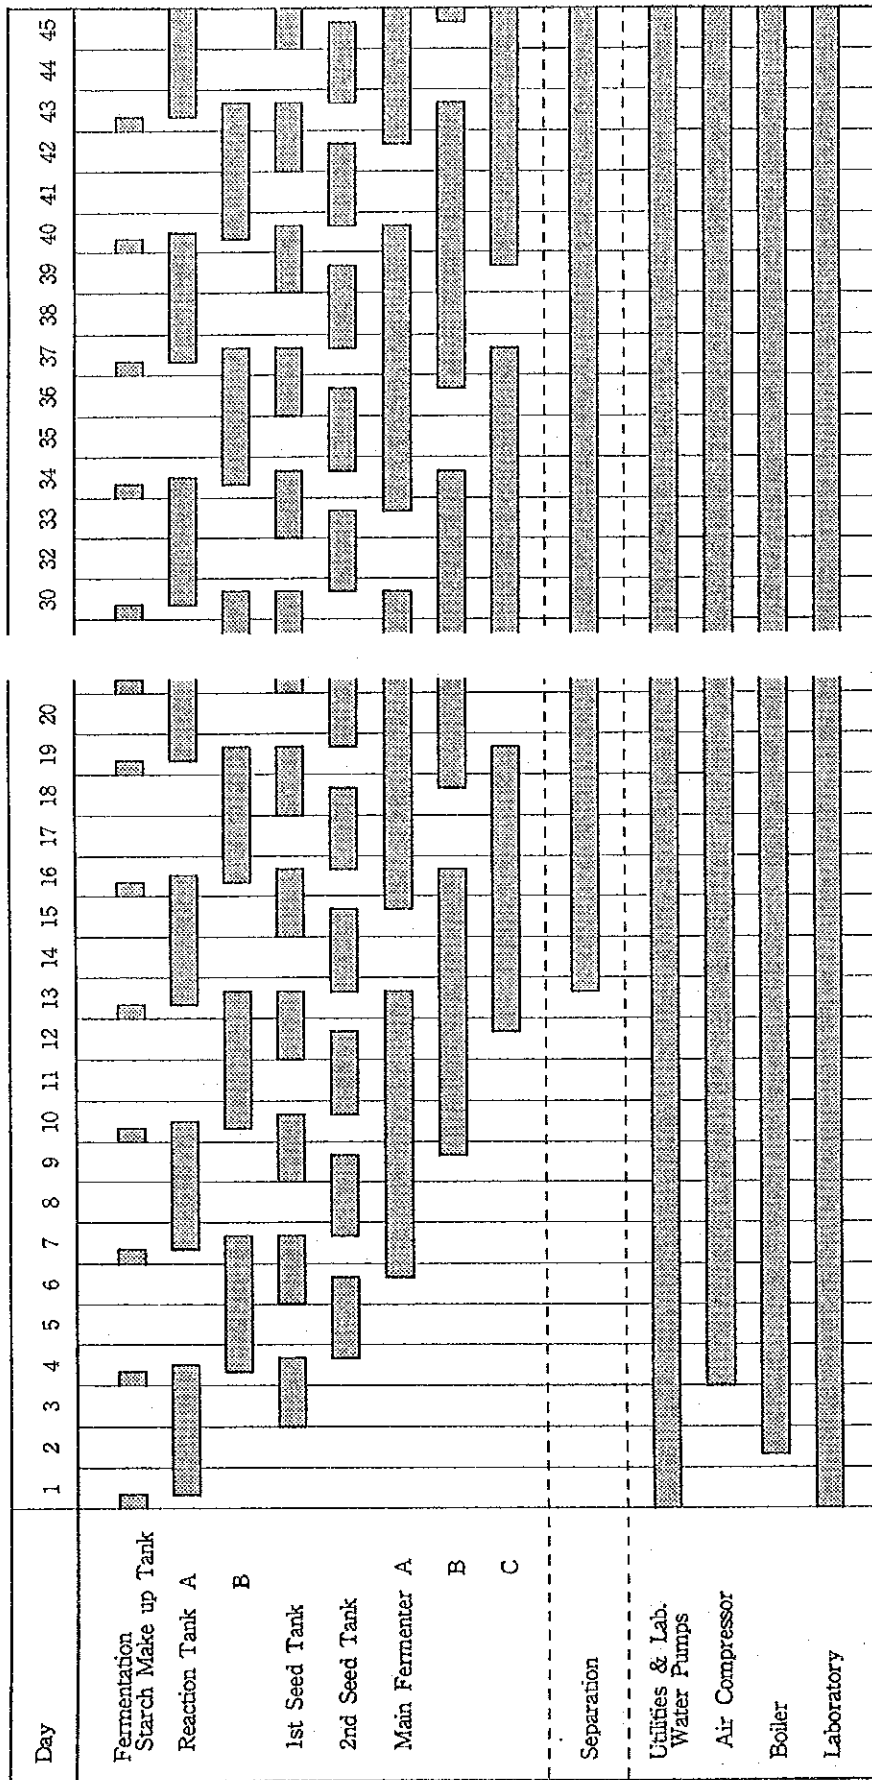 Day 1 2 3 4 5 6 7 8 9 10 11 12 13 14 15 16 17 18 19 20 30 32 33 34 35 36 37 38 39 40 41 42 43 44 45
Fermentation
Starch Make up Tank
Reaction Tank A
B
1st Seed Tank
2nd Seed Tank
Main Fermenter A
B
C
Separation
Utilities & Lab.
Water Pumps
Air Compressor
Boiler
Laboratory